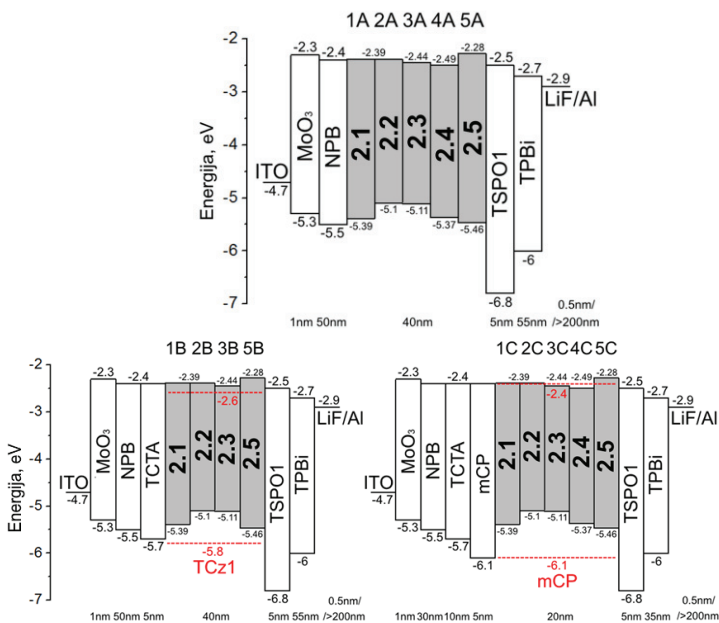 1A 2A 3A 4A 5A
Energija, eV
-2
-3
-4
-5
-6
-7
ITO
-4.7
-2.3
MoO3
-5.3
-2.4
NPB
-5.5
-2.39
2.1
-5.39
2.2
-5.1
-2.44
2.3
-5.11
-2.49
2.4
-5.37
-2.28
2.5
-5.46
-2.5
TSPO1
-6.8
-2.7
TPBi
-6
-2.9
LiF/Al
0.5nm/
1nm 50nm 40nm 5nm 55nm />200nm
1B 2B 3B 5B
Energija, eV
-2
-3
-4
-5
-6
-7
ITO
-4.7
-2.3
MoO3
-5.3
-2.4
NPB
-5.5
TCTA
-5.7
-2.39
2.1
-5.39
2.2
-5.1
-2.44
2.3
-5.11
-2.28
2.5
-5.46
-2.6
-5.8
TCz1
-2.5
TSPO1
-6.8
-2.7
TPBi
-6
-2.9
LiF/Al
0.5nm/
1nm 50nm 5nm 40nm 5nm 55nm />200nm
1C 2C 3C 4C 5C
ITO
-4.7
-2.3
MoO3
-5.3
-2.4
NPB
-5.5
-2.4
TCTA
-5.7
mCP
-6.1
-2.39
2.1
-5.39
2.2
-5.1
-2.44
2.3
-5.11
-2.49
2.4
-5.37
-2.28
2.5
-5.46
-2.4
-6.1
mCP
-2.5
TSPO1
-6.8
-2.7
TPBi
-6
-2.9
LiF/Al
0.5nm/
1nm 30nm 10nm 5nm 20nm 5nm 35nm />200nm